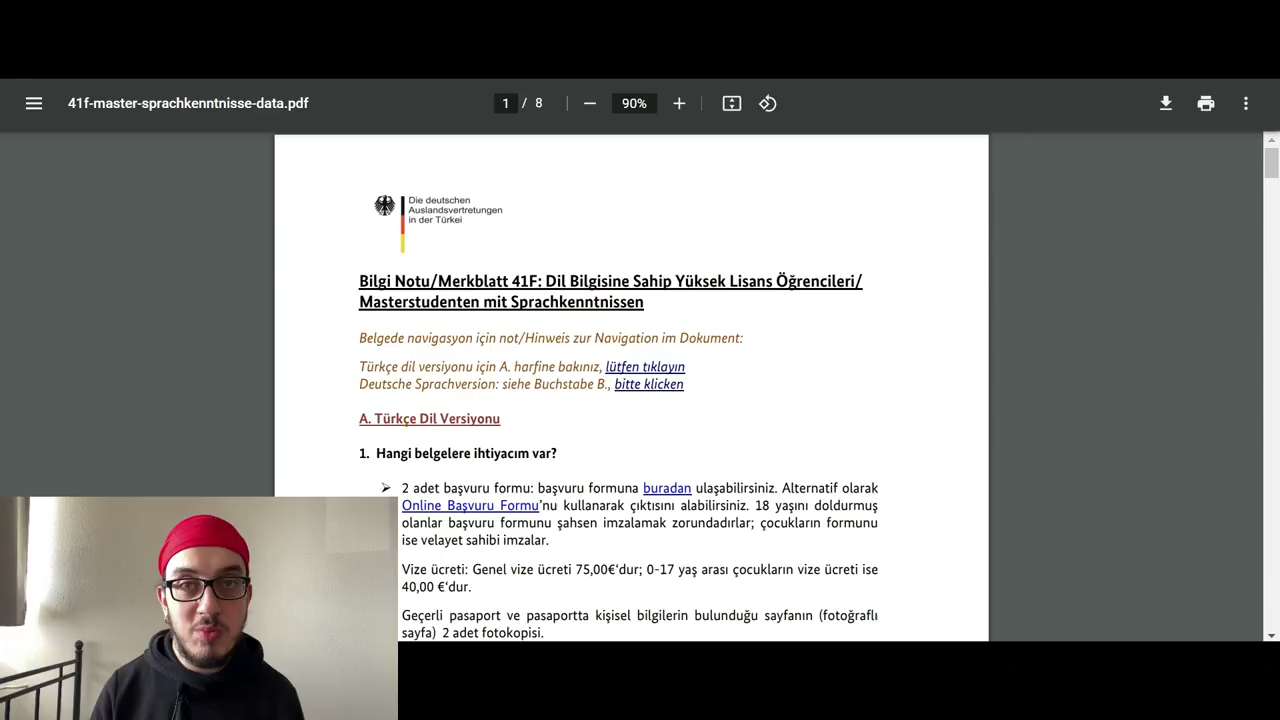 41f-master-sprachkenntnisse-data.pdf
1 / 8
90%
Die deutschen
Auslandsvertretungen
in der Türkei
Bilgi Notu/Merkblatt 41F: Dil Bilgisine Sahip Yüksek Lisans Öğrencileri/
Masterstudenten mit Sprachkenntnissen
Belgede navigasyon için not/Hinweis zur Navigation im Dokument:
Türkçe dil versiyonu için A. harfine bakınız, lütfen tıklayın
Deutsche Sprachversion: siehe Buchstabe B., bitte klicken
A. Türkçe Dil Versiyonu
1. Hangi belgelere ihtiyacım var?
2 adet başvuru formu: başvuru formuna buradan ulaşabilirsiniz. Alternatif olarak
Online Başvuru Formu'nu kullanarak çıktısını alabilirsiniz. 18 yaşını doldurmuş
olanlar başvuru formunu şahsen imzalamak zorundadırlar; çocukların formunu
ise velayet sahibi imzalar.
Vize ücreti: Genel vize ücreti 75,00€'dur; 0-17 yaş arası çocukların vize ücreti ise
40,00 €'dur.
Geçerli pasaport ve pasaportta kişisel bilgilerin bulunduğu sayfanın (fotoğraflı
sayfa) 2 adet fotokopisi.